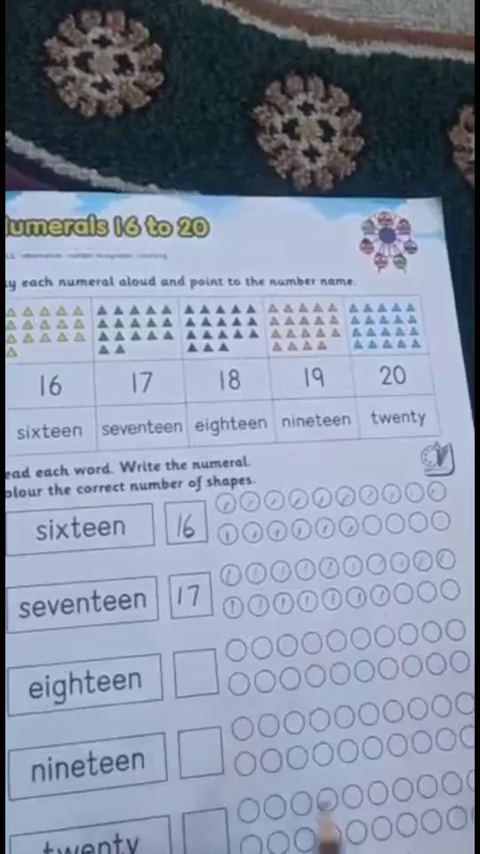 umerals 16 to 20
y each numeral aloud and point to the number name.
16 17 18 19 20
sixteen seventeen eighteen nineteen twenty
ead each word. Write the numeral.
olour the correct number of shapes.
sixteen 16
seventeen 17
eighteen
nineteen
twenty